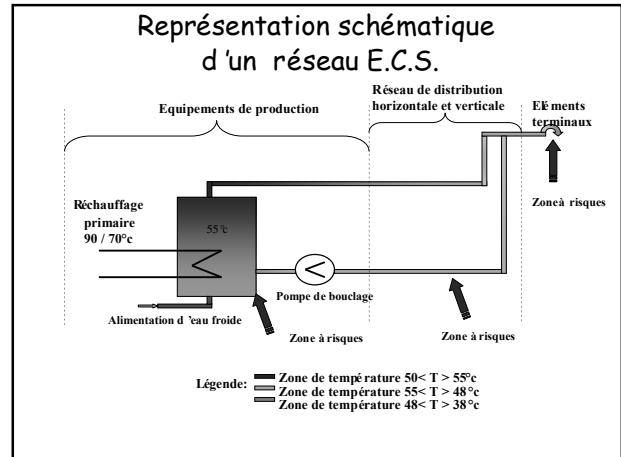 Représentation schématique
d 'un réseau E.C.S.
Equipements de production
Réseau de distribution
horizontale et verticale
Eléments
terminaux
Zone à risques
Réchauffage
primaire
90 / 70°c
55°c
Pompe de bouclage
Alimentation d 'eau froide
Zone à risques
Zone à risques
Légende:
Zone de température 50< T > 55°c
Zone de température 55< T > 48°c
Zone de température 48< T > 38°c